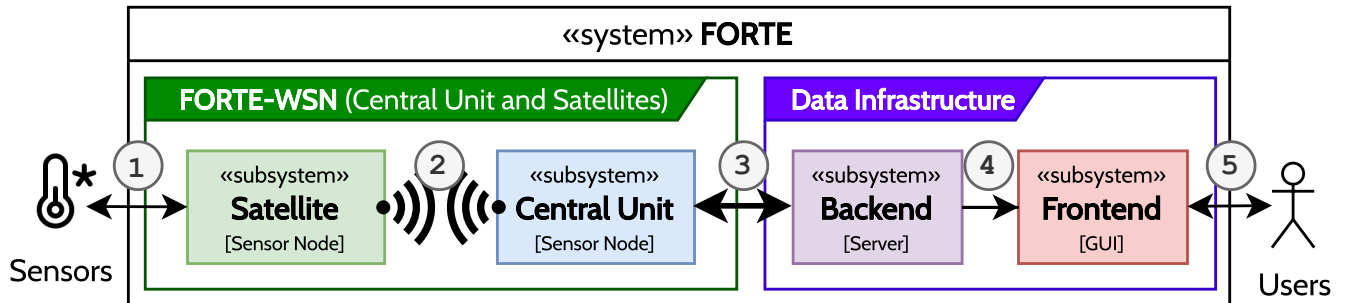 «system» FORTE
FORTE-WSN (Central Unit and Satellites)
Data Infrastructure
1
2
3
4
5
*
«subsystem»
Satellite
[Sensor Node]
«subsystem»
Central Unit
[Sensor Node]
«subsystem»
Backend
[Server]
«subsystem»
Frontend
[GUI]
Sensors
Users